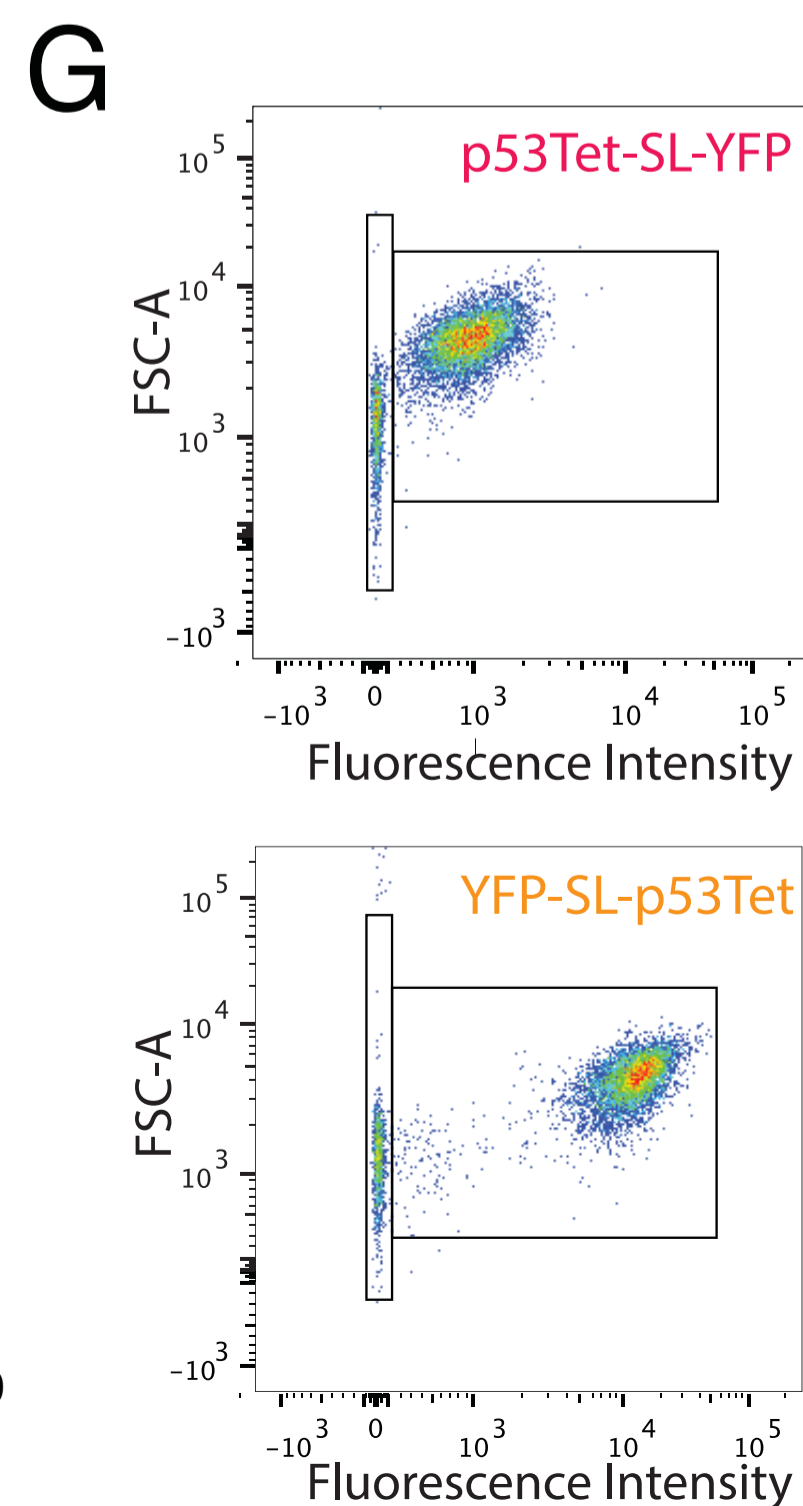 G
p53Tet-SL-YFP
10^5
10^4
10^3
-10^3
FSC-A
-10^3 0 10^3 10^4 10^5
Fluorescence Intensity
YFP-SL-p53Tet
10^5
10^4
10^3
-10^3
FSC-A
-10^3 0 10^3 10^4 10^5
Fluorescence Intensity